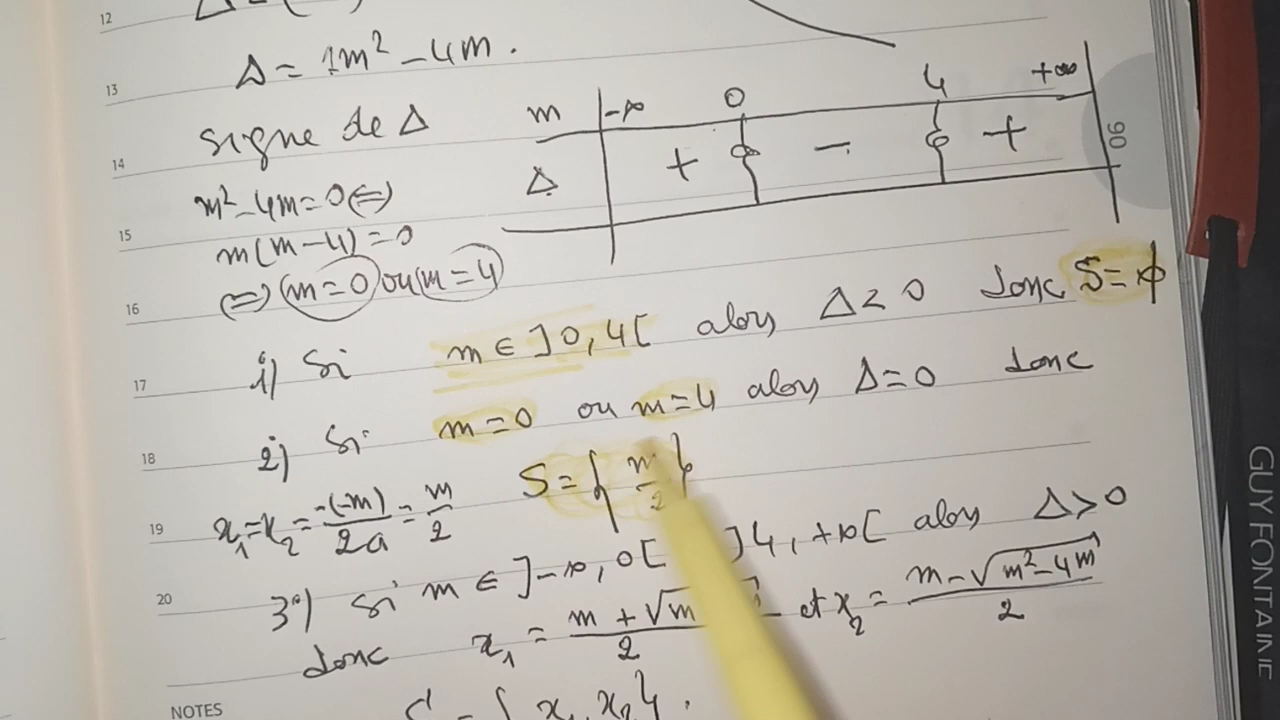 12
Δ = (
13
Δ = 1m² - 4m.
signe de Δ
m -∞ 0 4 +∞
Δ + - +
14
m² - 4m = 0 (⇔)
15
m(m - 4) = 0
(⇔) (m = 0) ou (m = 4)
16
1) Si m ∈ ]0, 4[ alors Δ < 0 donc S = ∅
17
2) Si m = 0 ou m = 4 alors Δ = 0 donc
18
x₁ = x₂ = -(-m)/2a = m/2 S = { m/2 }
19
3°) Si m ∈ ]-∞, 0[ ]4, +∞[ alors Δ > 0
20
donc x₁ = m + √m /2 et x₂ = m - √m² - 4m /2
S = { x₁, x₂ }.
NOTES
90
GUY FONTAINE